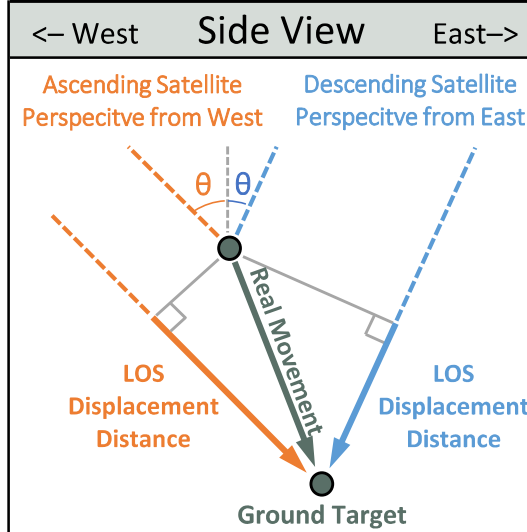 <– West Side View East–>
Ascending Satellite
Perspecitve from West
Descending Satellite
Perspecitve from East
θ θ
Real Movement
LOS
Displacement
Distance
LOS
Displacement
Distance
Ground Target